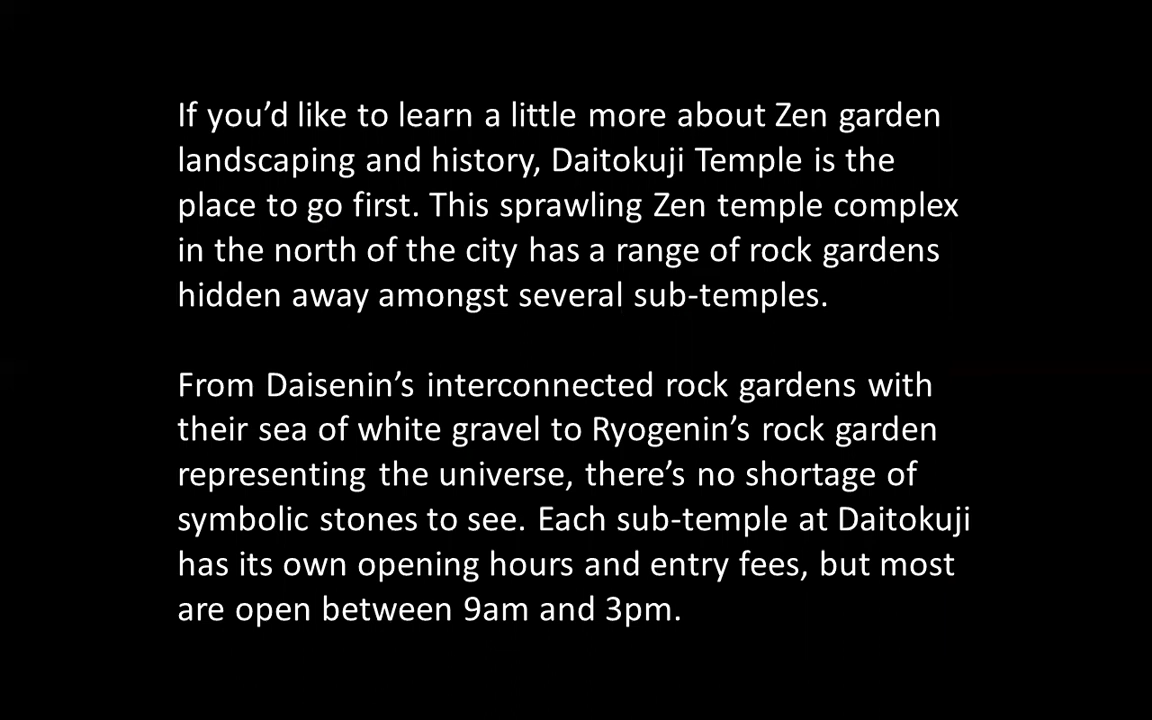 If you’d like to learn a little more about Zen garden
landscaping and history, Daitokuji Temple is the
place to go first. This sprawling Zen temple complex
in the north of the city has a range of rock gardens
hidden away amongst several sub-temples.
From Daisenin’s interconnected rock gardens with
their sea of white gravel to Ryogenin’s rock garden
representing the universe, there’s no shortage of
symbolic stones to see. Each sub-temple at Daitokuji
has its own opening hours and entry fees, but most
are open between 9am and 3pm.